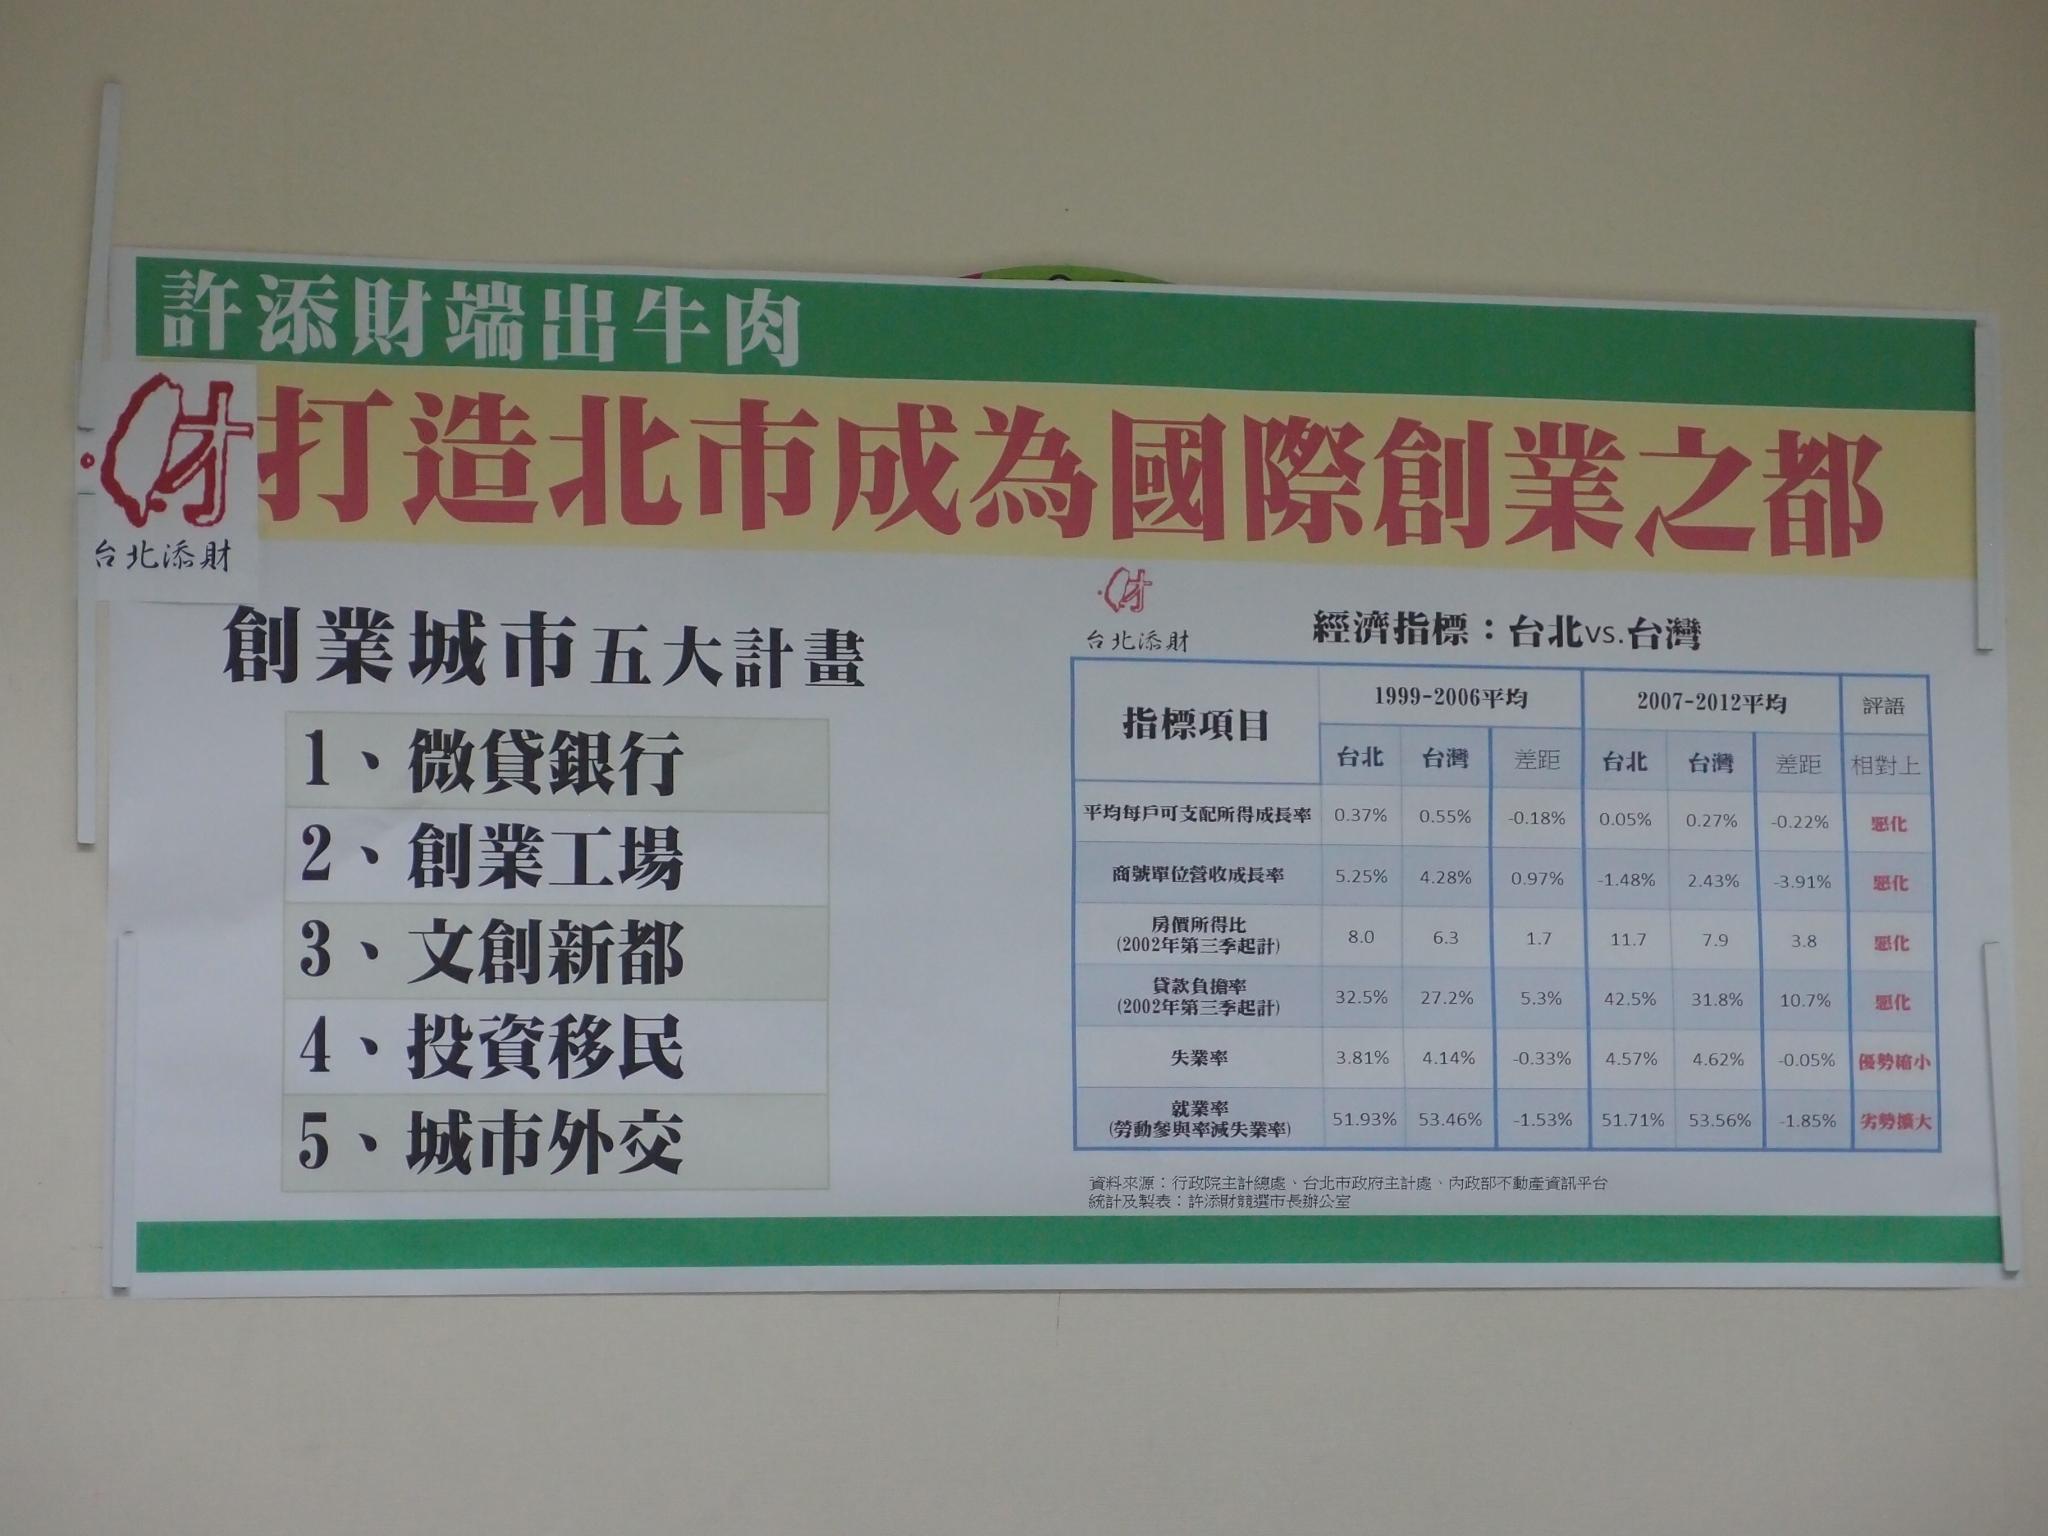 許添財端出牛肉
財
打造北市成為國際創業之都
台北添財
創業城市五大計畫
1、微貸銀行
2、創業工場
3、文創新都
4、投資移民
5、城市外交
財
台北添財
經濟指標：台北vs.台灣
指標項目 1999-2006平均 2007-2012平均 評語
台北 台灣 差距 台北 台灣 差距 相對上
平均每戶可支配所得成長率 0.37% 0.55% -0.18% 0.05% 0.27% -0.22% 惡化
商號單位營收成長率 5.25% 4.28% 0.97% -1.48% 2.43% -3.91% 惡化
房價所得比
(2002年第三季起計) 8.0 6.3 1.7 11.7 7.9 3.8 惡化
貸款負擔率
(2002年第三季起計) 32.5% 27.2% 5.3% 42.5% 31.8% 10.7% 惡化
失業率 3.81% 4.14% -0.33% 4.57% 4.62% -0.05% 優勢縮小
就業率
(勞動參與率減失業率) 51.93% 53.46% -1.53% 51.71% 53.56% -1.85% 劣勢擴大
資料來源：行政院主計總處、台北市政府主計處、內政部不動產資訊平台
統計及製表：許添財競選市長辦公室